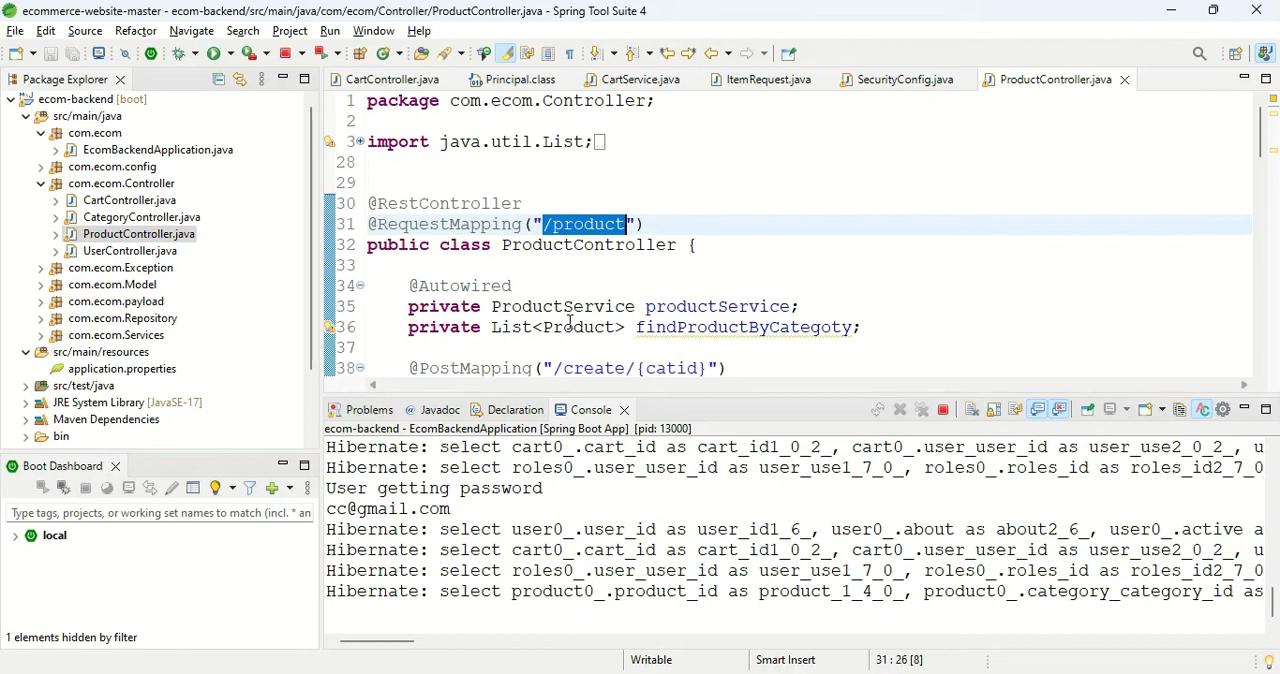 ecommerce-website-master - ecom-backend/src/main/java/com/ecom/Controller/ProductController.java - Spring Tool Suite 4
File Edit Source Refactor Navigate Search Project Run Window Help
Package Explorer
CartController.java Principal.class CartService.java ItemRequest.java SecurityConfig.java ProductController.java
ecom-backend [boot]
src/main/java
com.ecom
EcomBackendApplication.java
com.ecom.config
com.ecom.Controller
CartController.java
CategoryController.java
ProductController.java
UserController.java
com.ecom.Exception
com.ecom.Model
com.ecom.payload
com.ecom.Repository
com.ecom.Services
src/main/resources
application.properties
src/test/java
JRE System Library [JavaSE-17]
Maven Dependencies
bin
1 package com.ecom.Controller;
2
3 import java.util.List;
28
29
30 @RestController
31 @RequestMapping("/product")
32 public class ProductController {
33
34 @Autowired
35 private ProductService productService;
36 private List<Product> findProductByCategoty;
37
38 @PostMapping("/create/{catid}")
Boot Dashboard
Type tags, projects, or working set names to match (incl. * an
local
1 elements hidden by filter
Problems Javadoc Declaration Console
ecom-backend - EcomBackendApplication [Spring Boot App] [pid: 13000]
Hibernate: select cart0_.cart_id as cart_id1_0_2_, cart0_.user_user_id as user_use2_0_2_, u
Hibernate: select roles0_.user_user_id as user_use1_7_0_, roles0_.roles_id as roles_id2_7_0
User getting password
cc@gmail.com
Hibernate: select user0_.user_id as user_id1_6_, user0_.about as about2_6_, user0_.active a
Hibernate: select cart0_.cart_id as cart_id1_0_2_, cart0_.user_user_id as user_use2_0_2_, u
Hibernate: select roles0_.user_user_id as user_use1_7_0_, roles0_.roles_id as roles_id2_7_0
Hibernate: select product0_.product_id as product_1_4_0_, product0_.category_category_id as
Writable Smart Insert 31 : 26 [8]